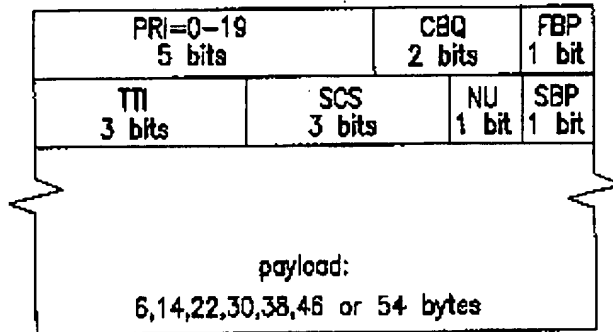 PRI=0-19 CBQ FBP
5 bits 2 bits 1 bit
TTI SCS NU SBP
3 bits 3 bits 1 bit 1 bit
payload:
6,14,22,30,38,46 or 54 bytes